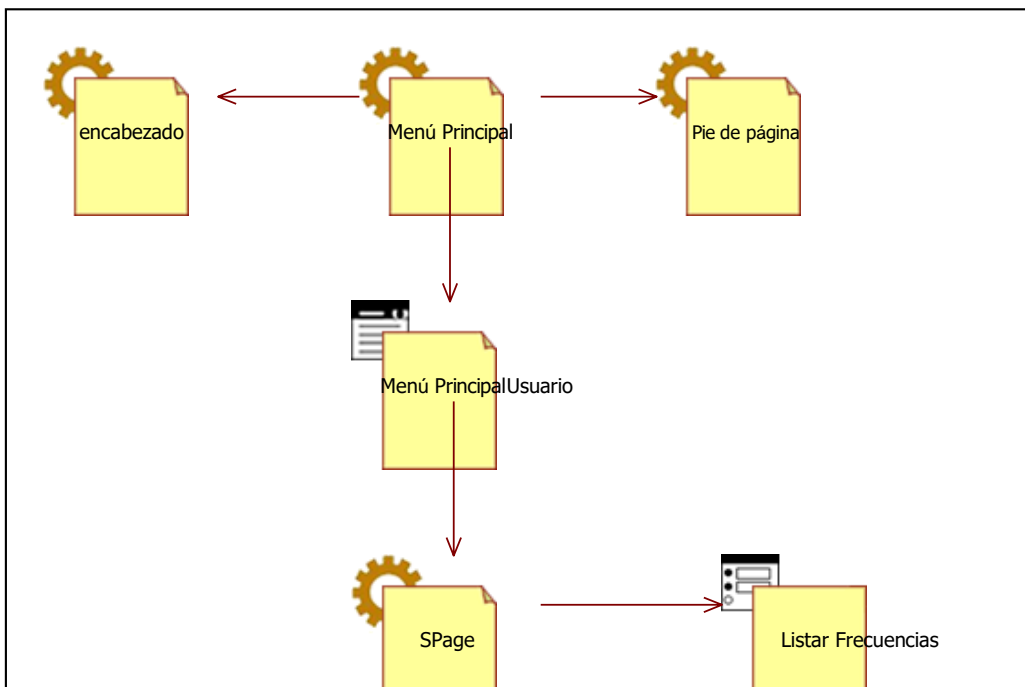 encabezado
Menú Principal
Pie de página
Menú PrincipalUsuario
SPage
Listar Frecuencias